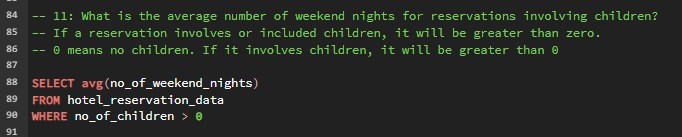 84 -- 11: What is the average number of weekend nights for reservations involving children?
85 -- If a reservation involves or included children, it will be greater than zero.
86 -- 0 means no children. If it involves children, it will be greater than 0
87
88 SELECT avg(no_of_weekend_nights)
89 FROM hotel_reservation_data
90 WHERE no_of_children > 0
91